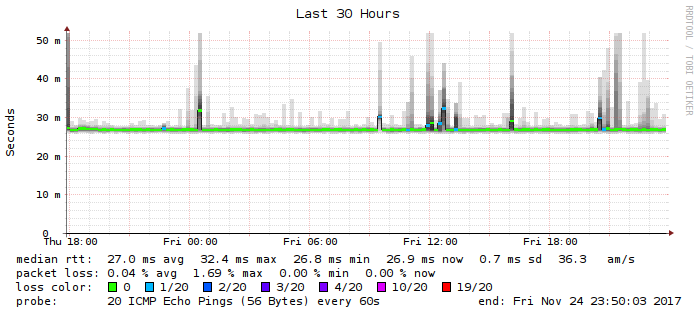 Last 30 Hours
RRDTOOL / TOBI OETIKER
Seconds
50 m
40 m
30 m
20 m
10 m
0
Thu 18:00 Fri 00:00 Fri 06:00 Fri 12:00 Fri 18:00
median rtt: 27.0 ms avg 32.4 ms max 26.8 ms min 26.9 ms now 0.7 ms sd 36.3 am/s
packet loss: 0.04 % avg 1.69 % max 0.00 % min 0.00 % now
loss color: 0 1/20 2/20 3/20 4/20 10/20 19/20
probe: 20 ICMP Echo Pings (56 Bytes) every 60s end: Fri Nov 24 23:50:03 2017